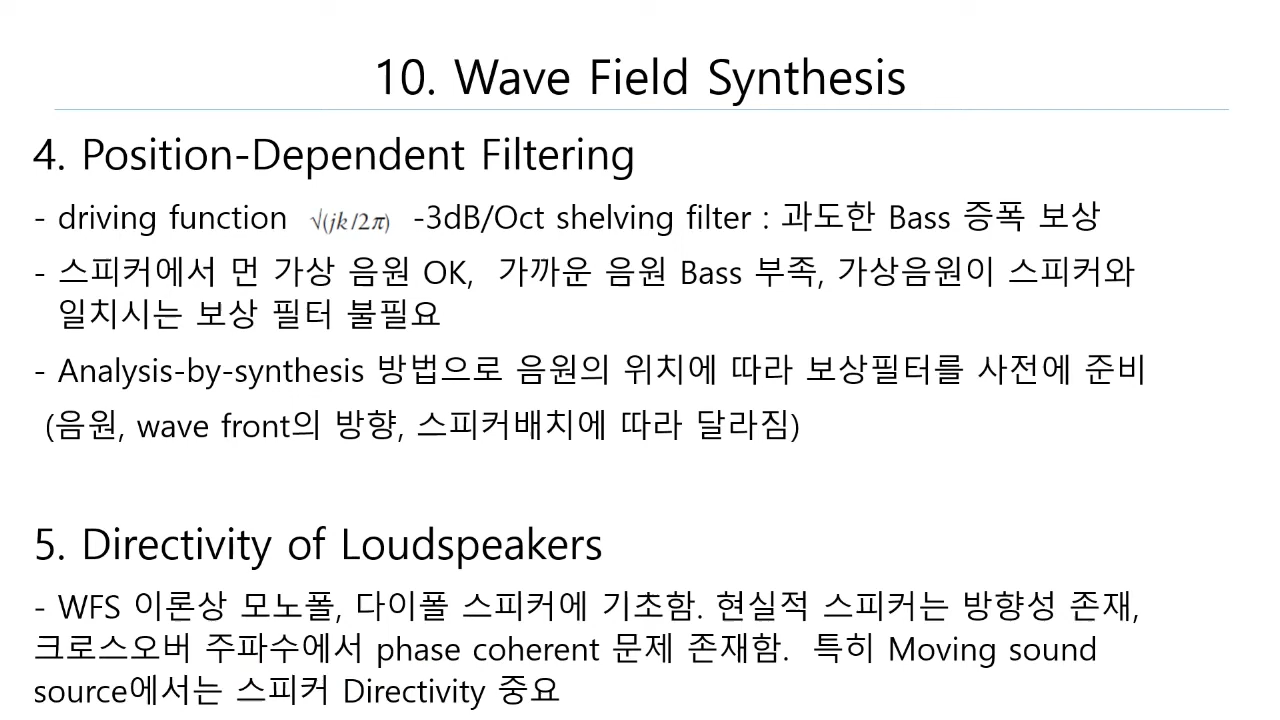 10. Wave Field Synthesis
4. Position-Dependent Filtering
- driving function √(jk/2π) -3dB/Oct shelving filter : 과도한 Bass 증폭 보상
- 스피커에서 먼 가상 음원 OK, 가까운 음원 Bass 부족, 가상음원이 스피커와
일치시는 보상 필터 불필요
- Analysis-by-synthesis 방법으로 음원의 위치에 따라 보상필터를 사전에 준비
(음원, wave front의 방향, 스피커배치에 따라 달라짐)
5. Directivity of Loudspeakers
- WFS 이론상 모노폴, 다이폴 스피커에 기초함. 현실적 스피커는 방향성 존재,
크로스오버 주파수에서 phase coherent 문제 존재함. 특히 Moving sound
source에서는 스피커 Directivity 중요